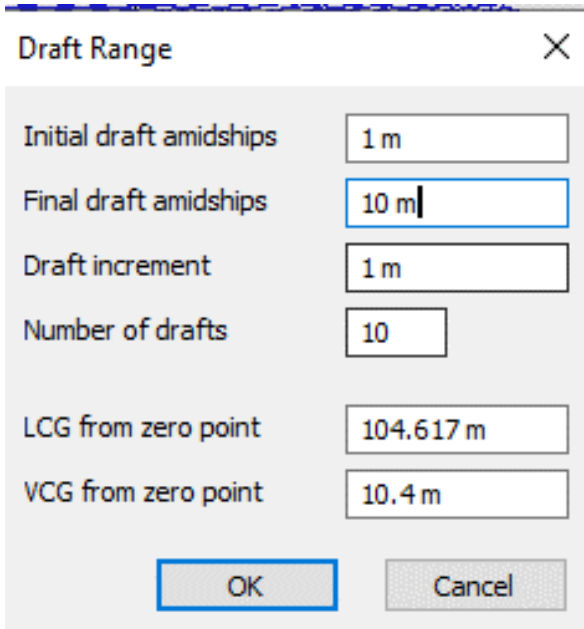 Draft Range
Initial draft amidships 1 m
Final draft amidships 10 m
Draft increment 1 m
Number of drafts 10
LCG from zero point 104.617 m
VCG from zero point 10.4 m
OK Cancel